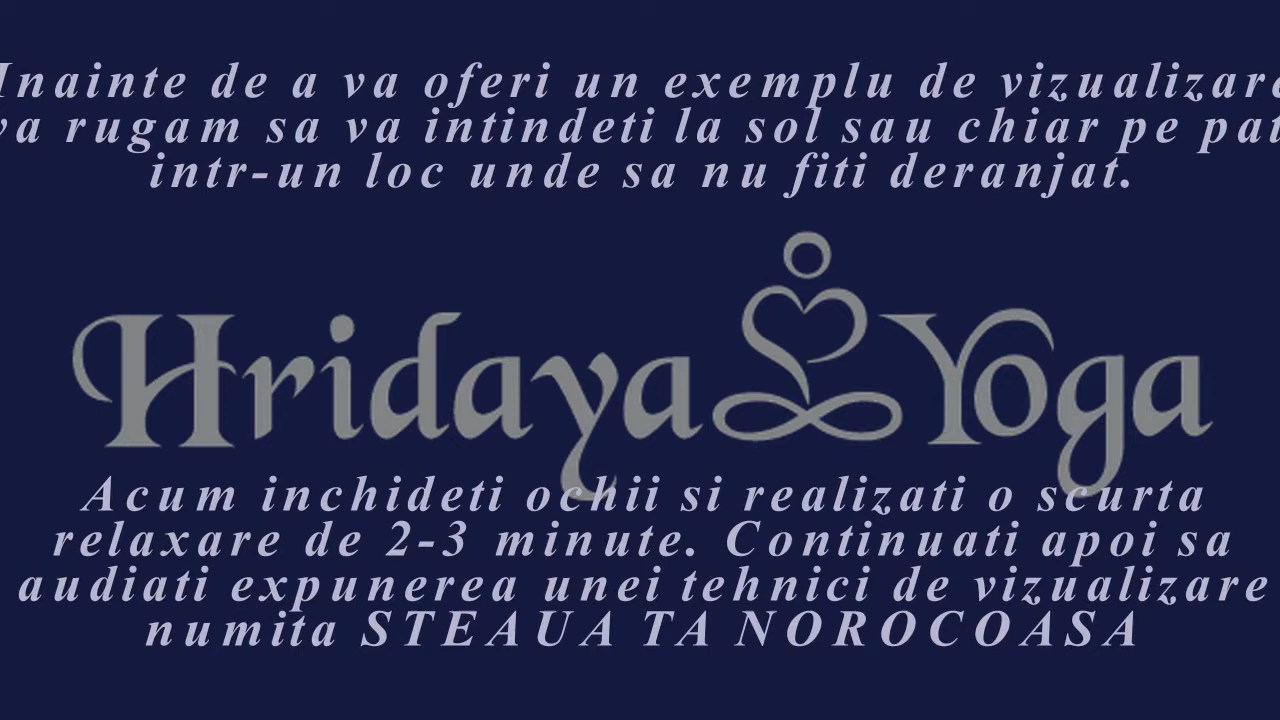 Inainte de a va oferi un exemplu de vizualizare
va rugam sa va intindeti la sol sau chiar pe pat
intr-un loc unde sa nu fiti deranjat.
Hridaya Yoga
Acum inchideti ochii si realizati o scurta
relaxare de 2-3 minute. Continuati apoi sa
audiati expunerea unei tehnici de vizualizare
numita STEAUA TA NOROCOASA